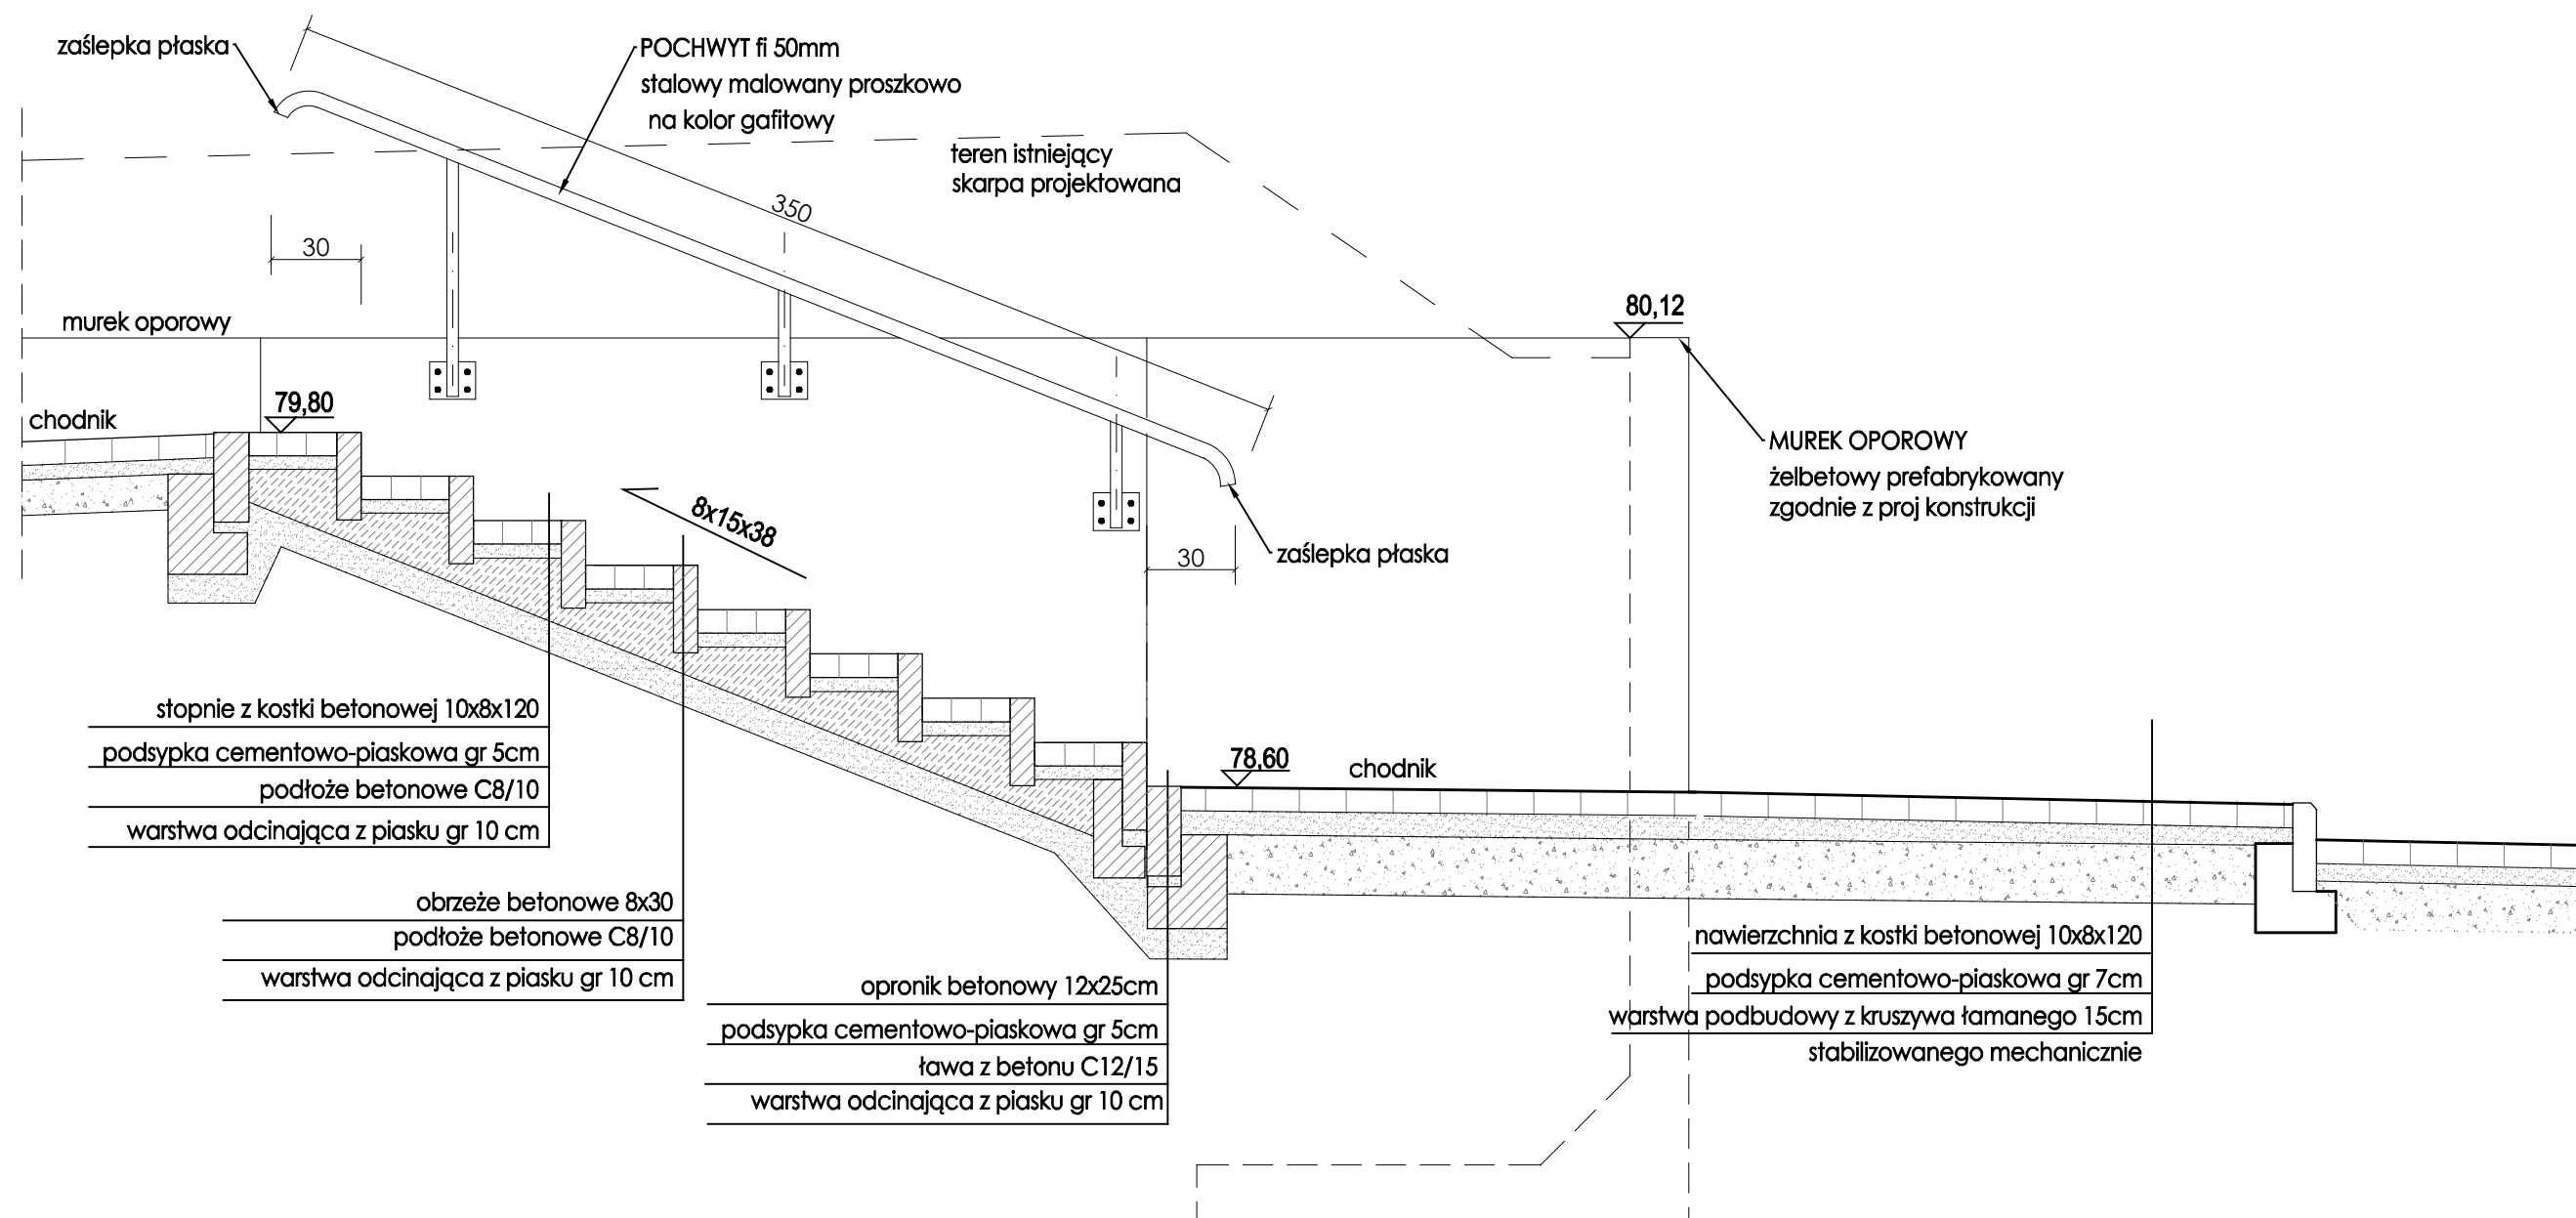 zaślepka płaska
POCHWYT fi 50mm
stalowy malowany proszkowo
na kolor gafitowy
teren istniejący
skarpa projektowana
350
30
murek oporowy
80,12
79,80
chodnik
MUREK OPOROWY
żelbetowy prefabrykowany
zgodnie z proj konstrukcji
8x15x38
zaślepka płaska
30
stopnie z kostki betonowej 10x8x120
podsypka cementowo-piaskowa gr 5cm
podłoże betonowe C8/10
warstwa odcinająca z piasku gr 10 cm
78,60
chodnik
obrzeże betonowe 8x30
podłoże betonowe C8/10
warstwa odcinająca z piasku gr 10 cm
opronik betonowy 12x25cm
podsypka cementowo-piaskowa gr 5cm
ława z betonu C12/15
warstwa odcinająca z piasku gr 10 cm
nawierzchnia z kostki betonowej 10x8x120
podsypka cementowo-piaskowa gr 7cm
warstwa podbudowy z kruszywa łamanego 15cm
stabilizowanego mechanicznie